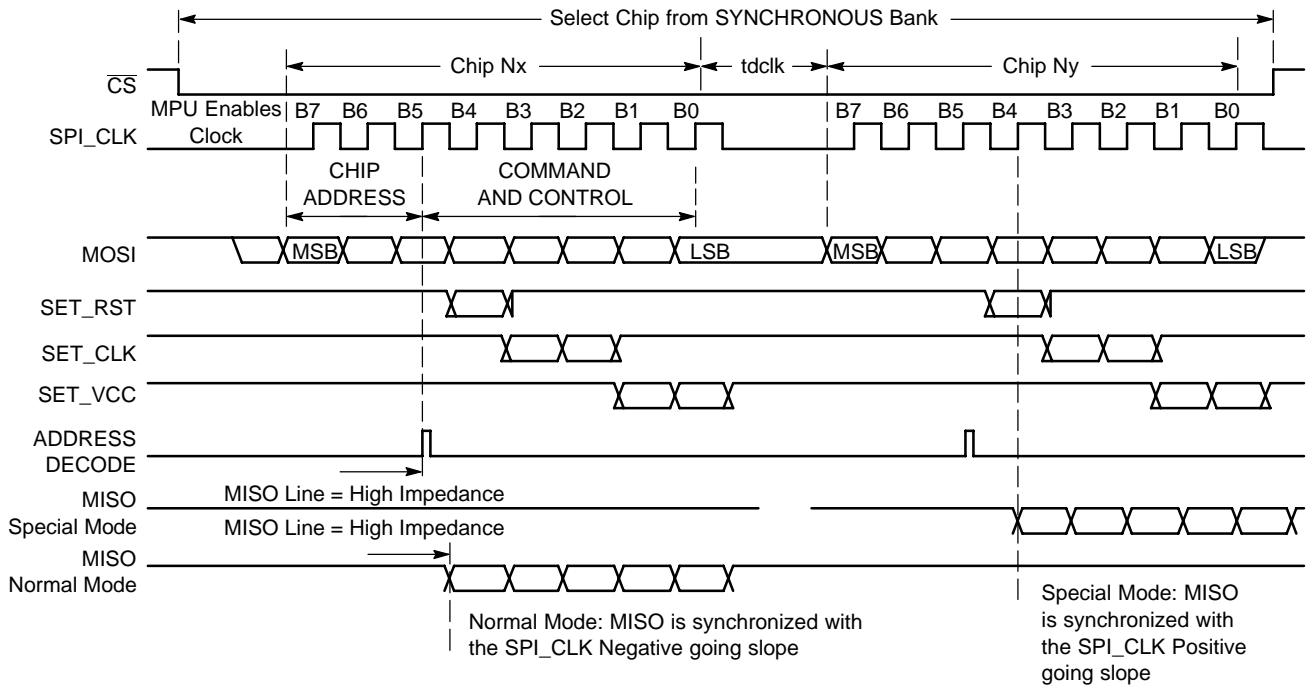 Select Chip from SYNCHRONOUS Bank
Chip Nx
tdclk
Chip Ny
CS
MPU Enables
Clock
B7 B6 B5 B4 B3 B2 B1 B0
B7 B6 B5 B4 B3 B2 B1 B0
SPI_CLK
CHIP
ADDRESS
COMMAND
AND CONTROL
MOSI
MSB
LSB
MSB
LSB
SET_RST
SET_CLK
SET_VCC
ADDRESS
DECODE
MISO Line = High Impedance
MISO
Special Mode
MISO Line = High Impedance
MISO
Normal Mode
Normal Mode: MISO is synchronized with
the SPI_CLK Negative going slope
Special Mode: MISO
is synchronized with
the SPI_CLK Positive
going slope